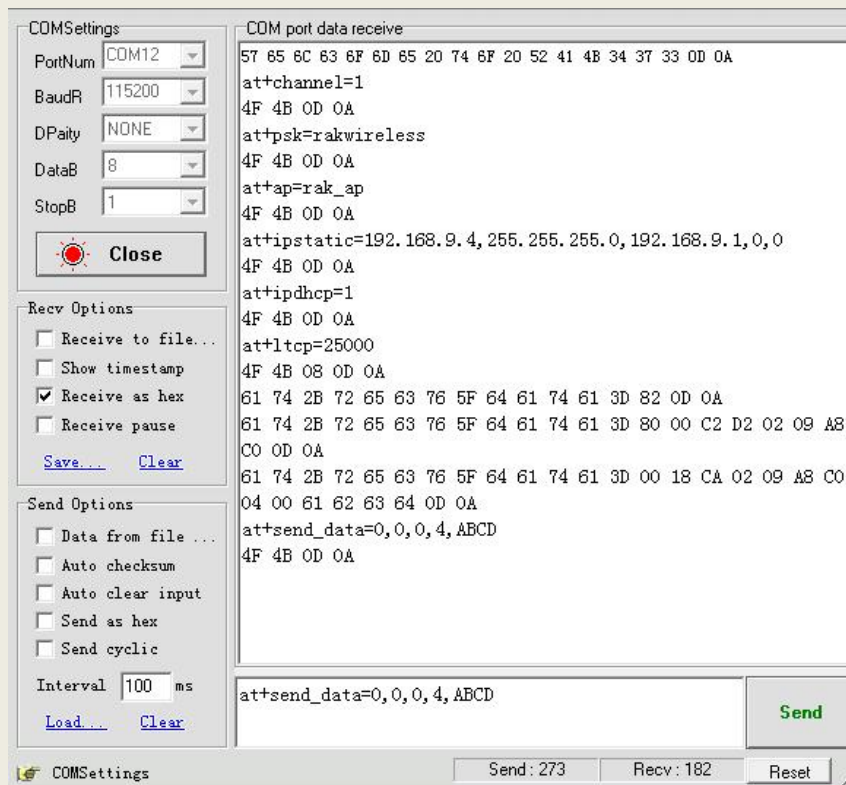 COMSettings
PortNum COM12
BaudR 115200
DPaity NONE
DataB 8
StopB 1
Close
Recv Options
Receive to file...
Show timestamp
Receive as hex
Receive pause
Save... Clear
Send Options
Data from file ...
Auto checksum
Auto clear input
Send as hex
Send cyclic
Interval 100 ms
Load... Clear
COM port data receive
57 65 6C 63 6F 6D 65 20 74 6F 20 52 41 4B 34 37 33 0D 0A
at+channel=1
4F 4B 0D 0A
at+psk=rakwireless
4F 4B 0D 0A
at+ap=rak_ap
4F 4B 0D 0A
at+ipstatic=192.168.9.4,255.255.255.0,192.168.9.1,0,0
4F 4B 0D 0A
at+ipdhcp=1
4F 4B 0D 0A
at+ltcp=25000
4F 4B 08 0D 0A
61 74 2B 72 65 63 76 5F 64 61 74 61 3D 82 0D 0A
61 74 2B 72 65 63 76 5F 64 61 74 61 3D 80 00 C2 D2 02 09 A8
C0 0D 0A
61 74 2B 72 65 63 76 5F 64 61 74 61 3D 00 18 CA 02 09 A8 C0
04 00 61 62 63 64 0D 0A
at+send_data=0,0,0,4,ABCD
4F 4B 0D 0A
at+send_data=0,0,0,4,ABCD
Send
COMSettings
Send : 273
Recv : 182
Reset